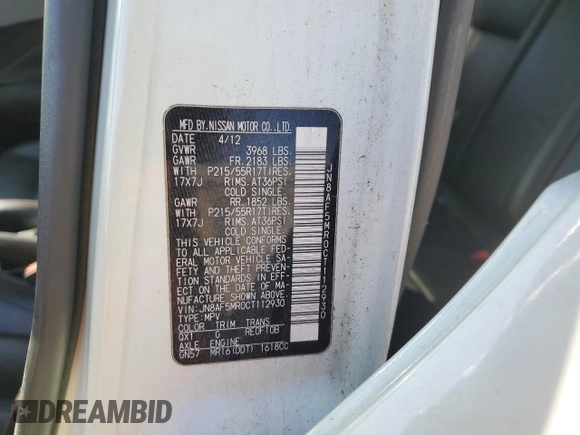 MFD BY.NISSAN MOTOR CO.,LTD.
DATE 4/12
GVWR 3968 LBS.
GAWR FR.2183 LBS.
WITH P215/55R17TIRES.
17X7J RIMS.AT36PSI
COLD SINGLE.
GAWR RR.1852 LBS.
WITH P215/55R17TIRES.
17X7J RIMS.AT36PSI
COLD SINGLE.
THIS VEHICLE CONFORMS
TO ALL APPLICABLE FED-
ERAL MOTOR VEHICLE SA-
FETY AND THEFT PREVEN-
TION STANDARDS IN EFF-
ECT ON THE DATE OF MA-
NUFACTURE SHOWN ABOVE.
VIN:JN8AF5MR0CT112930
TYPE:MPV
COLOR TRIM TRANS
QX1 G RE0F10B
AXLE ENGINE
GN57 MR16(DDT) 1618CC
JN8AF5MR0CT112930
DREAMBID